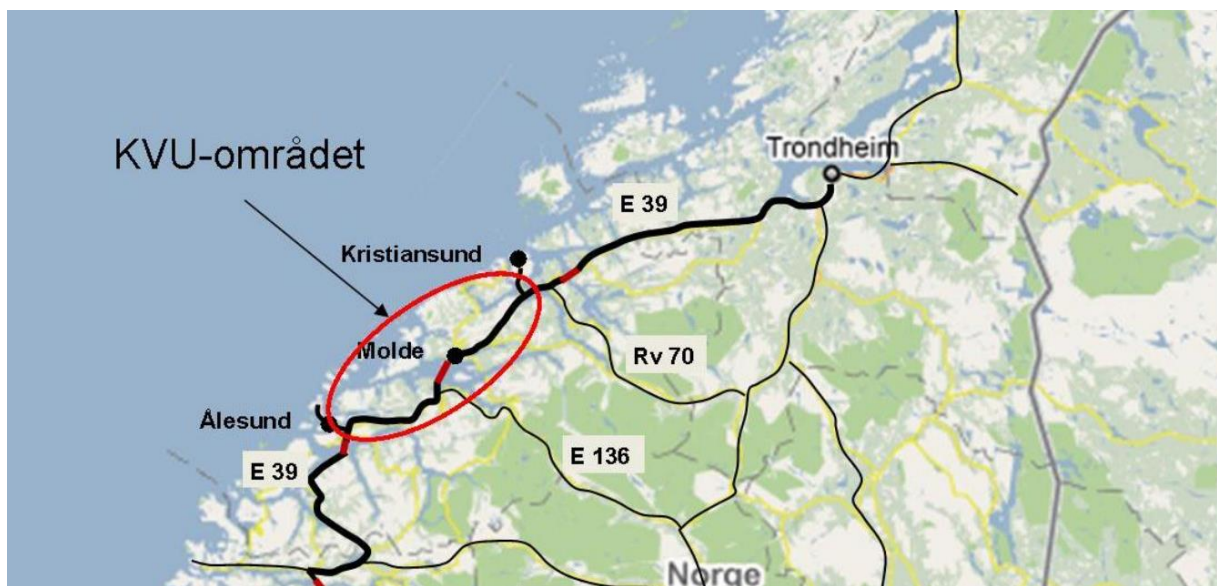 KVU-området
Trondheim
E 39
Kristiansund
Molde
Rv 70
Ålesund
E 39
E 136
Norge